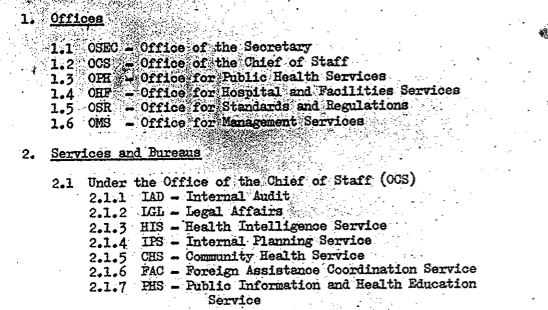 1. Offices
1.1 OSEC - Office of the Secretary
1.2 OCS - Office of the Chief of Staff
1.3 OPH - Office for Public Health Services
1.4 OHF - Office for Hospital and Facilities Services
1.5 OSR - Office for Standards and Regulations
1.6 OMS - Office for Management Services
2. Services and Bureaus
2.1 Under the Office of the Chief of Staff (OCS)
2.1.1 IAD - Internal Audit
2.1.2 LGL - Legal Affairs
2.1.3 HIS - Health Intelligence Service
2.1.4 IPS - Internal Planning Service
2.1.5 CHS - Community Health Service
2.1.6 FAC - Foreign Assistance Coordination Service
2.1.7 PHS - Public Information and Health Education
Service